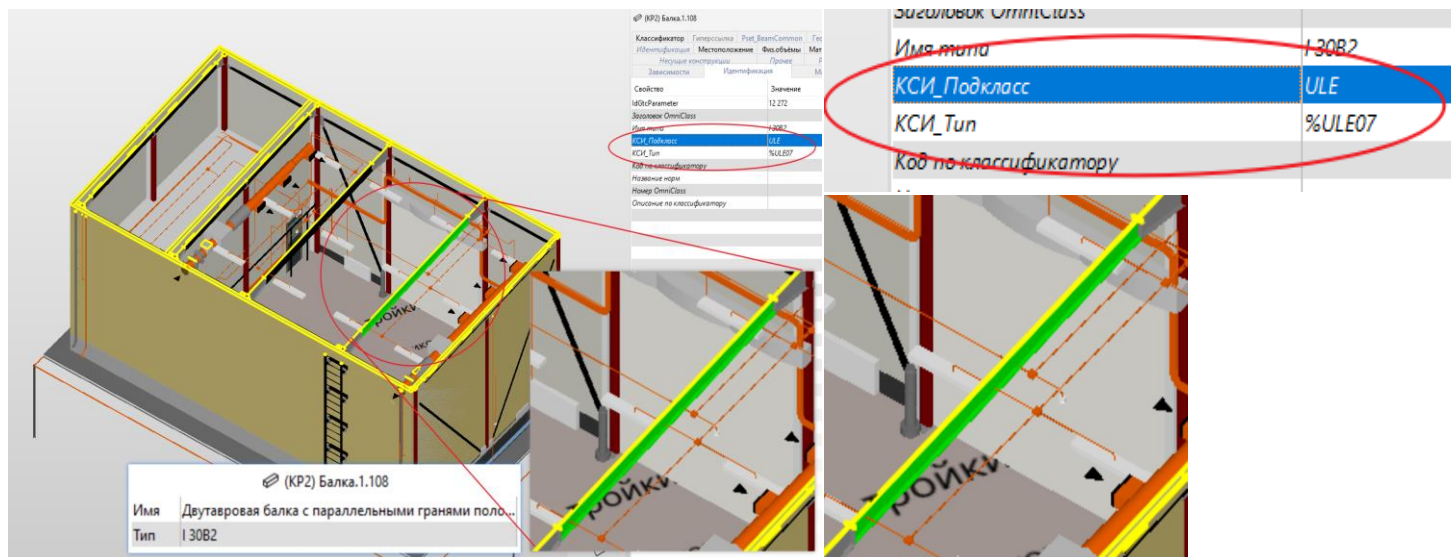 (КР2) Балка.1.108
Классификатор Гиперссылка Pset_BeamCommon
Идентификация Местоположение Физ.объёмы
Несущие конструкции Прочее
Зависимости Идентификация
Свойство Значение
IdGtcParameter 12 272
Заголовок OmniClass
Имя типа I 30B2
КСИ_Подкласс ULE
КСИ_Тип %ULE07
Код по классификатору
Название норм
Номер OmniClass
Описание по классификатору
Заголовок OmniClass
Имя типа I 30B2
КСИ_Подкласс ULE
КСИ_Тип %ULE07
Код по классификатору
(КР2) Балка.1.108
Имя Двутавровая балка с параллельными гранями поло...
Тип I 30B2